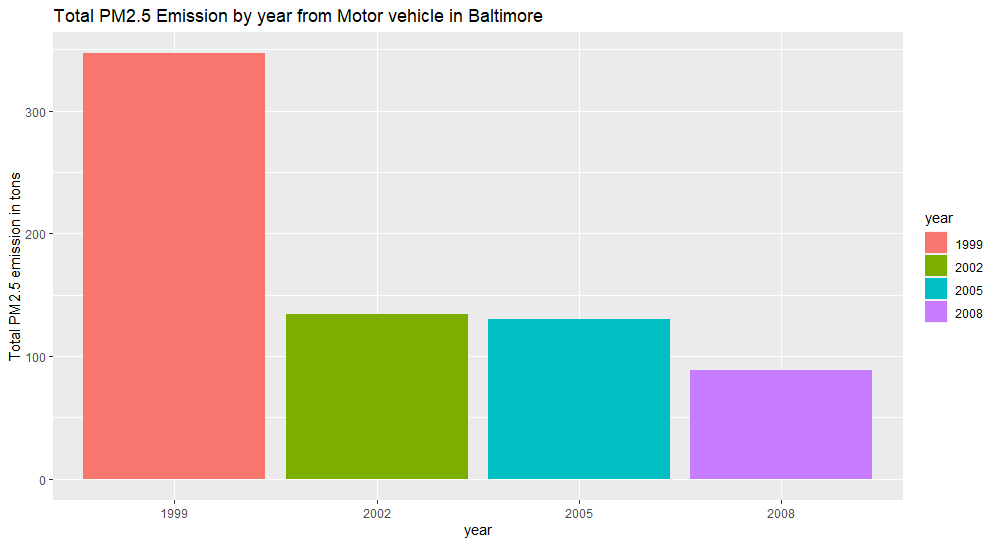 Total PM2.5 Emission by year from Motor vehicle in Baltimore
Total PM2.5 emission in tons
300
200
100
0
1999 2002 2005 2008
year
year
1999
2002
2005
2008